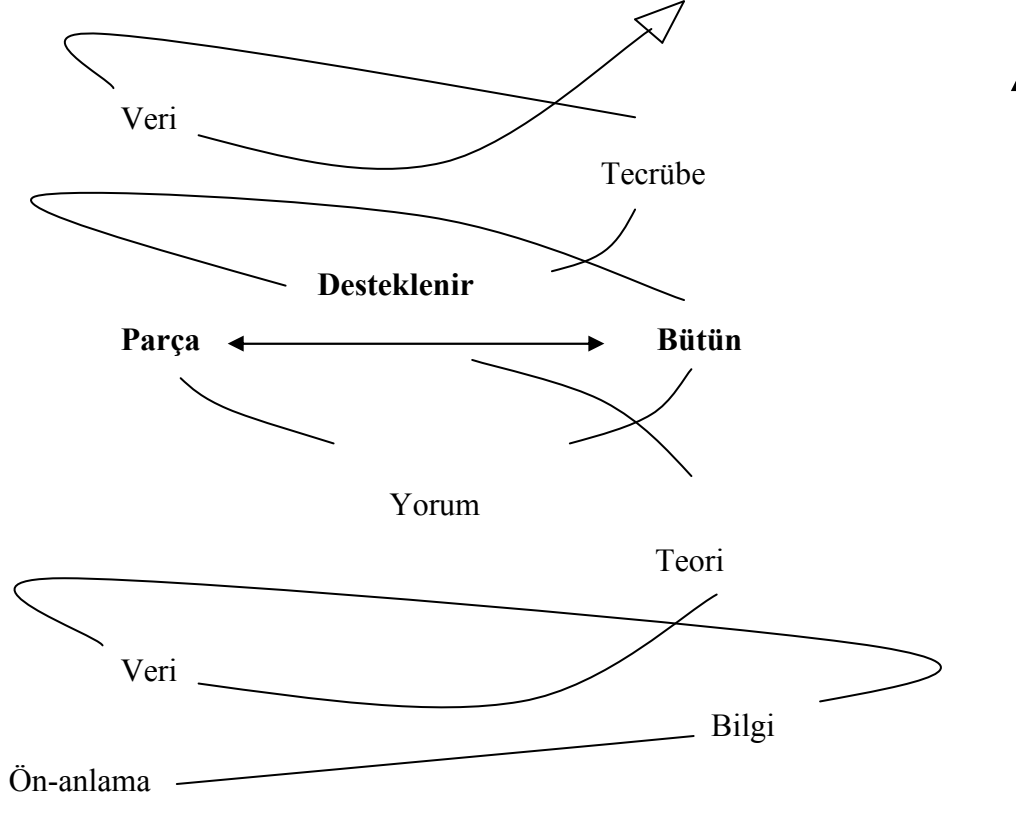 Veri
Tecrübe
Desteklenir
Parça Bütün
Yorum
Teori
Veri
Bilgi
Ön-anlama